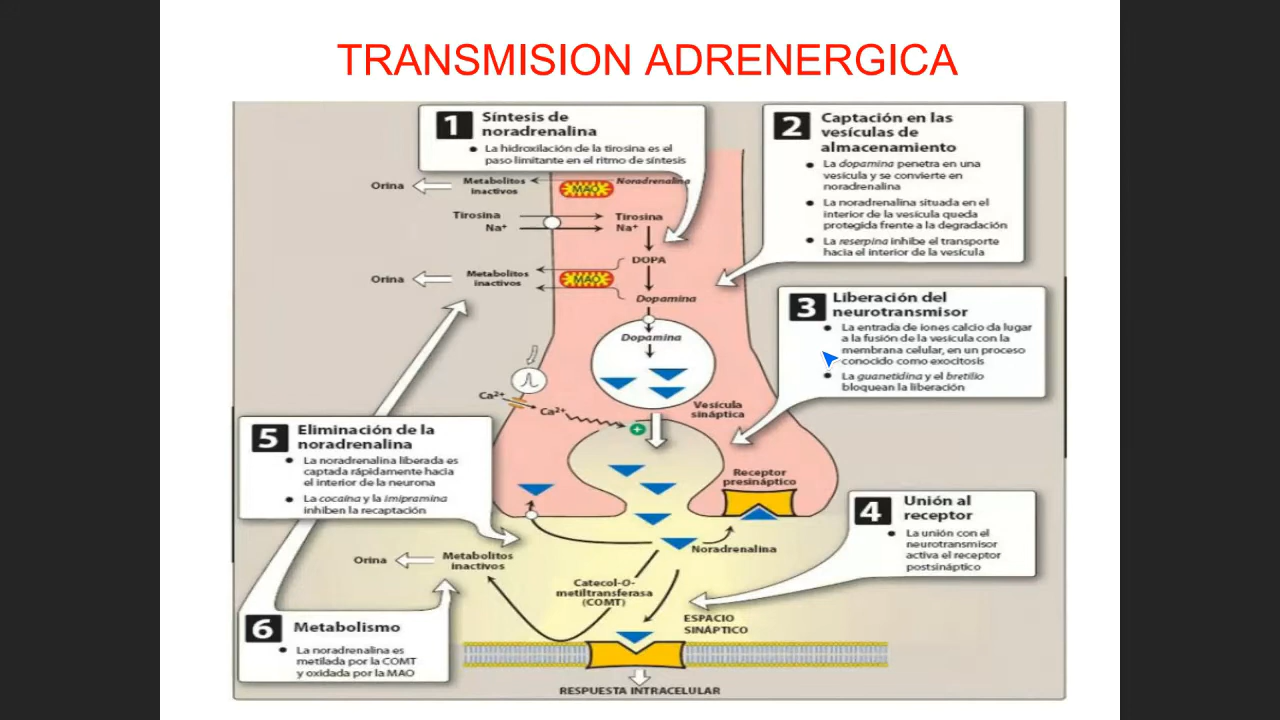 TRANSMISION ADRENERGICA
1
Síntesis de
noradrenalina
● La hidroxilación de la tirosina es el
paso limitante en el ritmo de síntesis
2
Captación en las
vesículas de
almacenamiento
● La dopamina penetra en una
vesícula y se convierte en
noradrenalina
● La noradrenalina situada en el
interior de la vesícula queda
protegida frente a la degradación
● La reserpina inhibe el transporte
hacia el interior de la vesícula
Orina
Metabolitos
inactivos
MAO
Noradrenalina
Tirosina
Na⁺
Tirosina
Na⁺
DOPA
Orina
Metabolitos
inactivos
MAO
Dopamina
Dopamina
3
Liberación del
neurotransmisor
● La entrada de iones calcio da lugar
a la fusión de la vesícula con la
membrana celular, en un proceso
conocido como exocitosis
● La guanetidina y el bretilio
bloquean la liberación
Ca²⁺
Ca²⁺
+
Vesícula
sináptica
5
Eliminación de la
noradrenalina
● La noradrenalina liberada es
captada rápidamente hacia
el interior de la neurona
● La cocaína y la imipramina
inhiben la recaptación
Receptor
presináptico
4
Unión al
receptor
● La unión con el
neurotransmisor
activa el receptor
postsináptico
Noradrenalina
Orina
Metabolitos
inactivos
Catecol-O-
metiltransferasa
(COMT)
ESPACIO
SINÁPTICO
6
Metabolismo
● La noradrenalina es
metilada por la COMT
y oxidada por la MAO
RESPUESTA INTRACELULAR